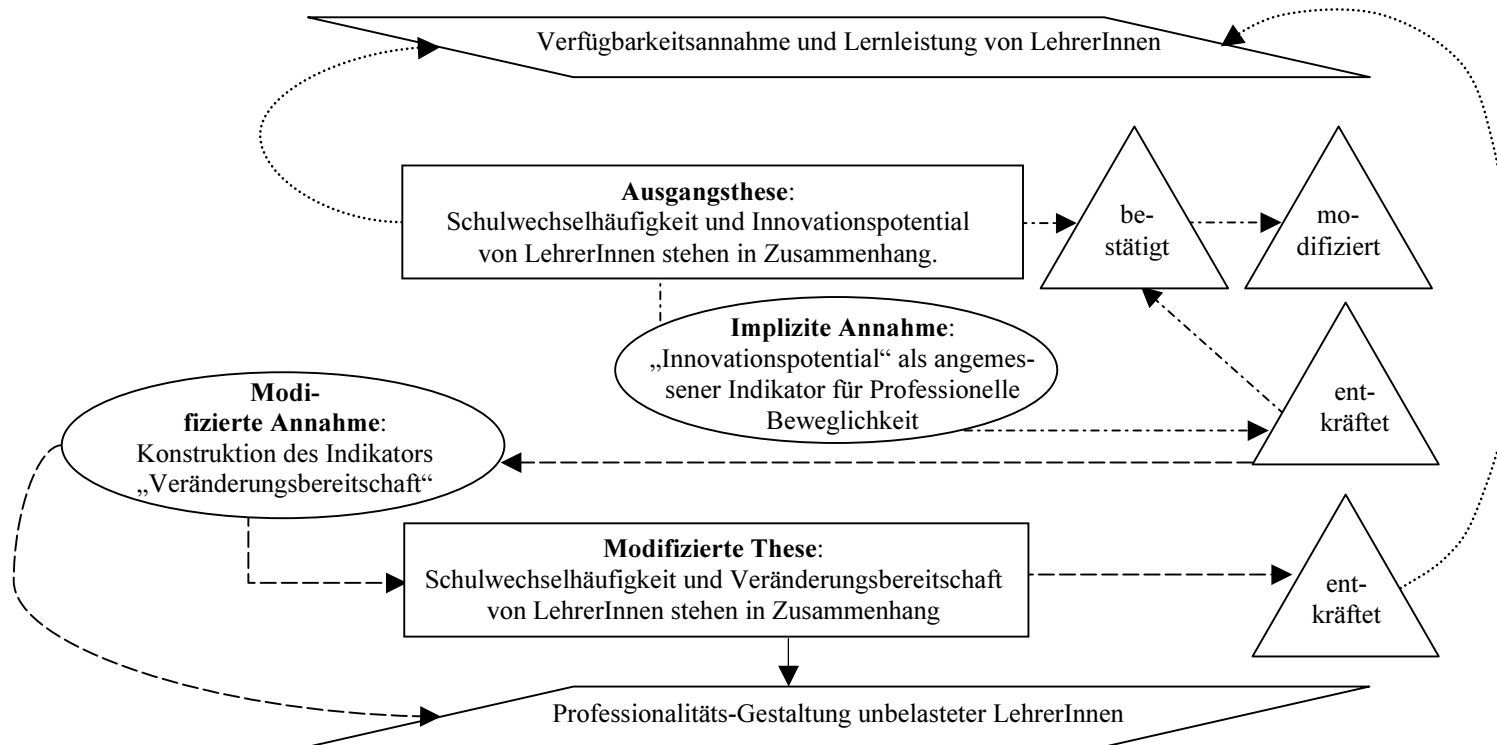 Verfügbarkeitsannahme und Lernleistung von LehrerInnen
Ausgangsthese:
Schulwechselhäufigkeit und Innovationspotential
von LehrerInnen stehen in Zusammenhang.
be-
stätigt
mo-
difiziert
Implizite Annahme:
„Innovationspotential“ als angemes-
sener Indikator für Professionelle
Beweglichkeit
ent-
kräftet
Modi-
fizierte Annahme:
Konstruktion des Indikators
„Veränderungsbereitschaft“
Modifizierte These:
Schulwechselhäufigkeit und Veränderungsbereitschaft
von LehrerInnen stehen in Zusammenhang
ent-
kräftet
Professionalitäts-Gestaltung unbelasteter LehrerInnen